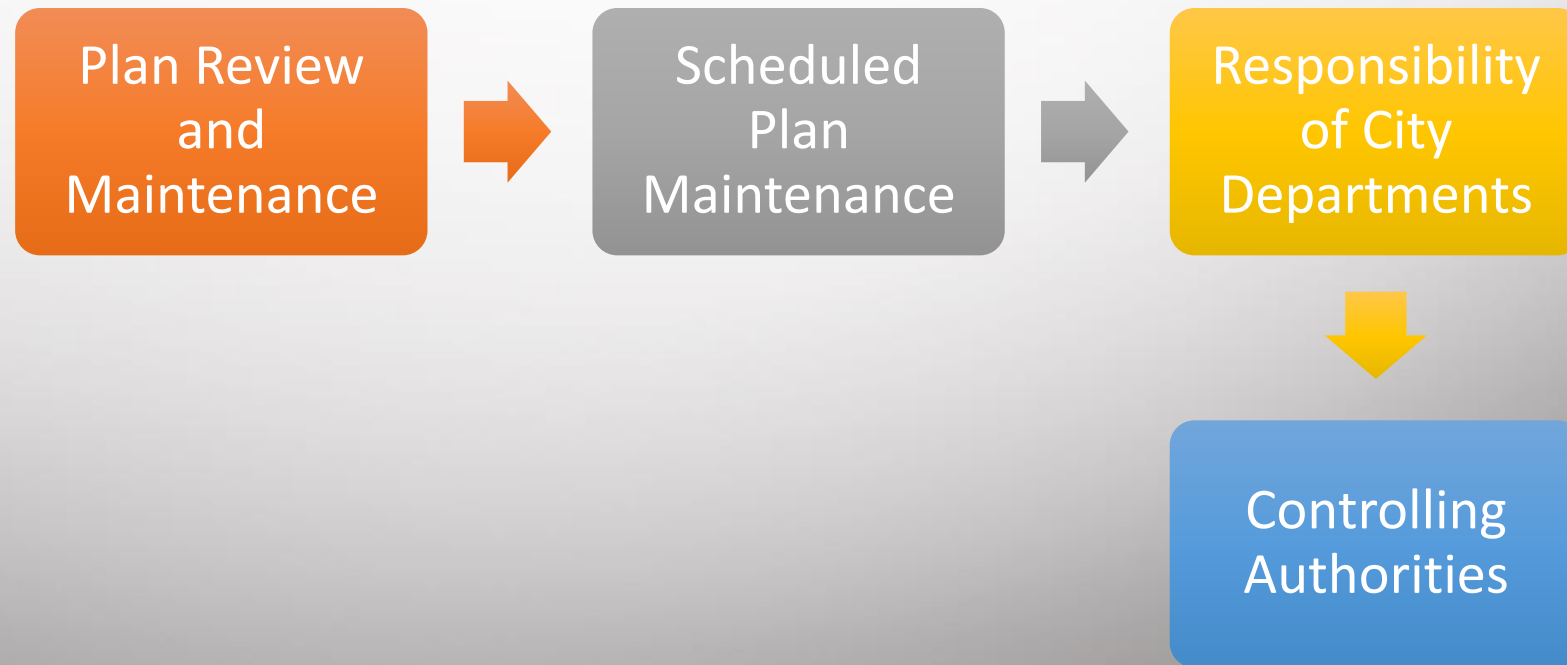 Plan Review
and
Maintenance
Scheduled
Plan
Maintenance
Responsibility
of City
Departments
Controlling
Authorities